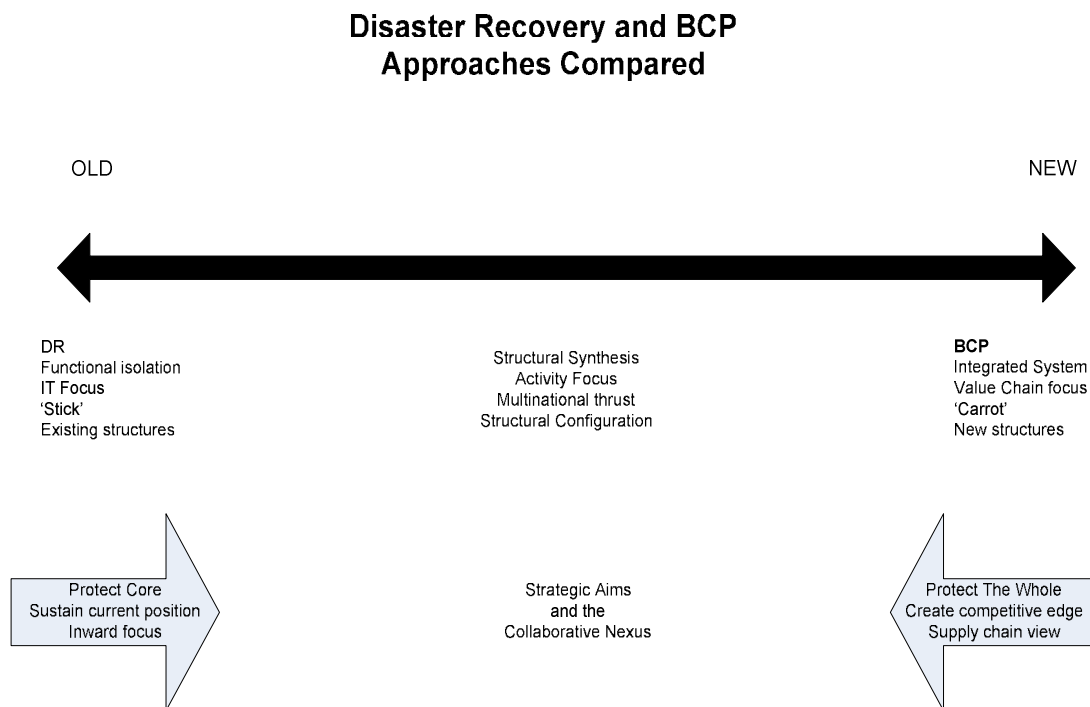 Disaster Recovery and BCP
Approaches Compared
OLD
NEW
DR
Functional isolation
IT Focus
‘Stick’
Existing structures
Structural Synthesis
Activity Focus
Multinational thrust
Structural Configuration
BCP
Integrated System
Value Chain focus
‘Carrot’
New structures
Protect Core
Sustain current position
Inward focus
Strategic Aims
and the
Collaborative Nexus
Protect The Whole
Create competitive edge
Supply chain view